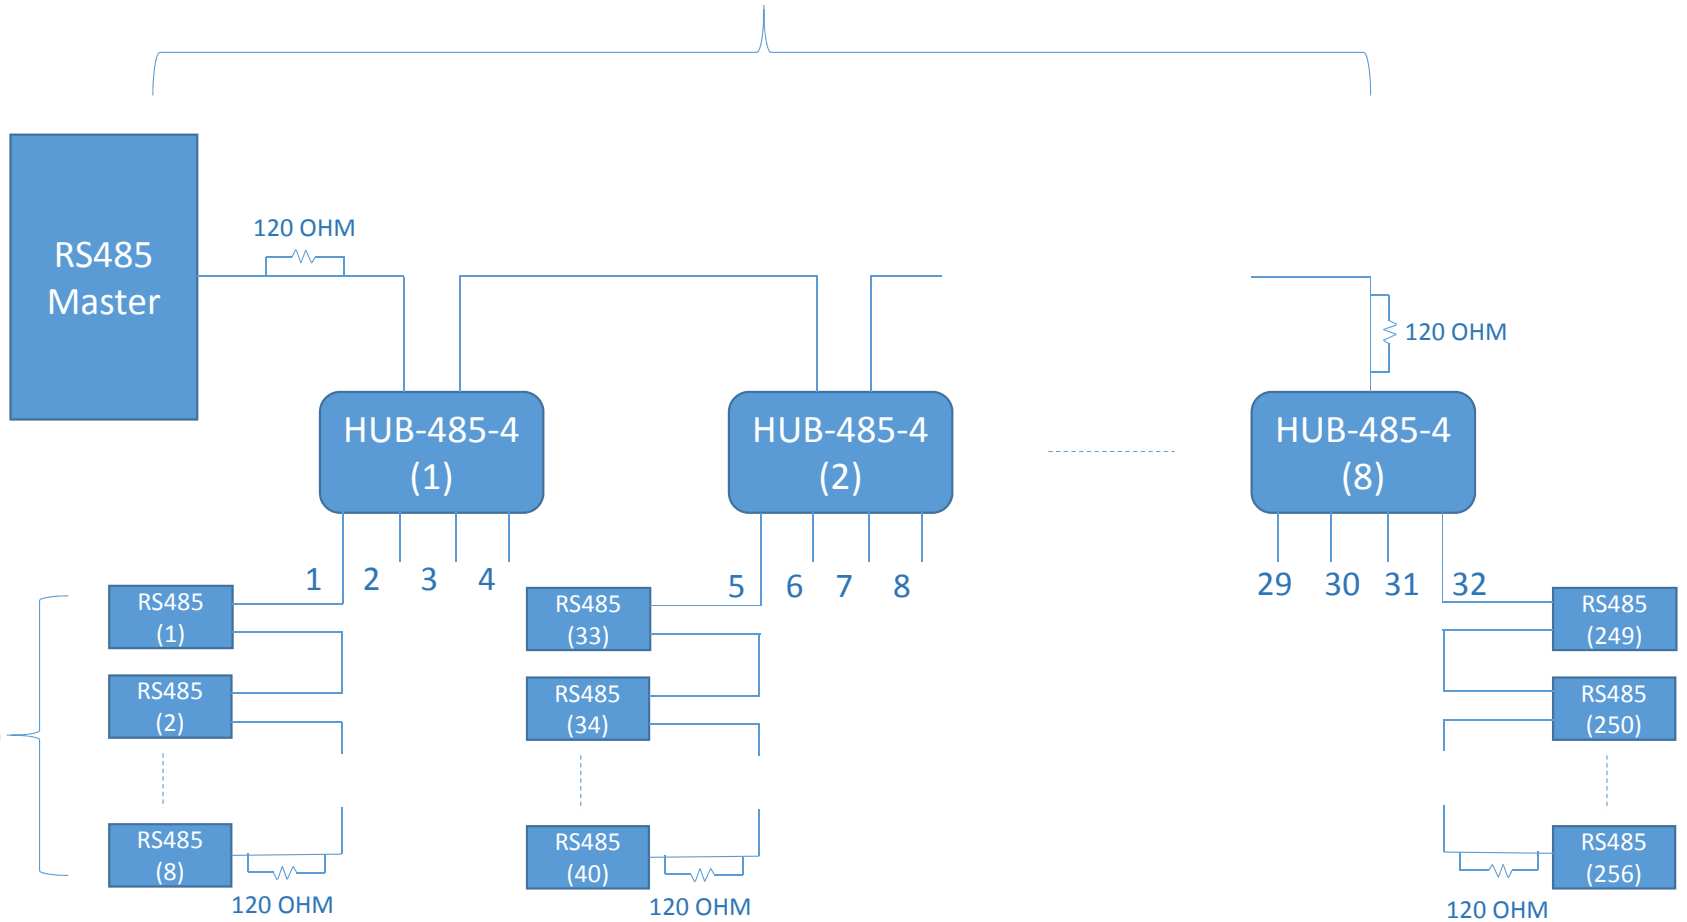 120 OHM
RS485
Master
120 OHM
HUB-485-4
(1)
HUB-485-4
(2)
HUB-485-4
(8)
1 2 3 4
5 6 7 8
29 30 31 32
RS485
(1)
RS485
(33)
RS485
(249)
RS485
(2)
RS485
(34)
RS485
(250)
RS485
(8)
RS485
(40)
RS485
(256)
120 OHM
120 OHM
120 OHM